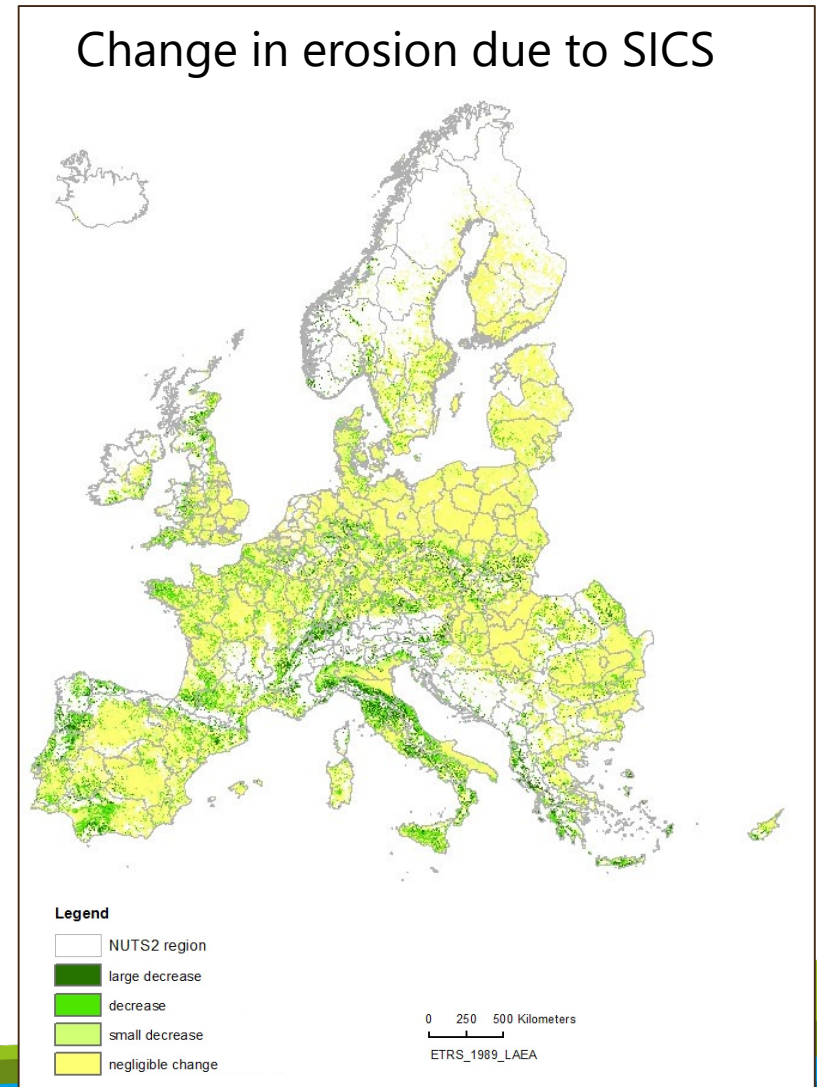 Change in erosion due to SICS
Legend
NUTS2 region
large decrease
decrease
small decrease
negligible change
0 250 500 Kilometers
ETRS_1989_LAEA